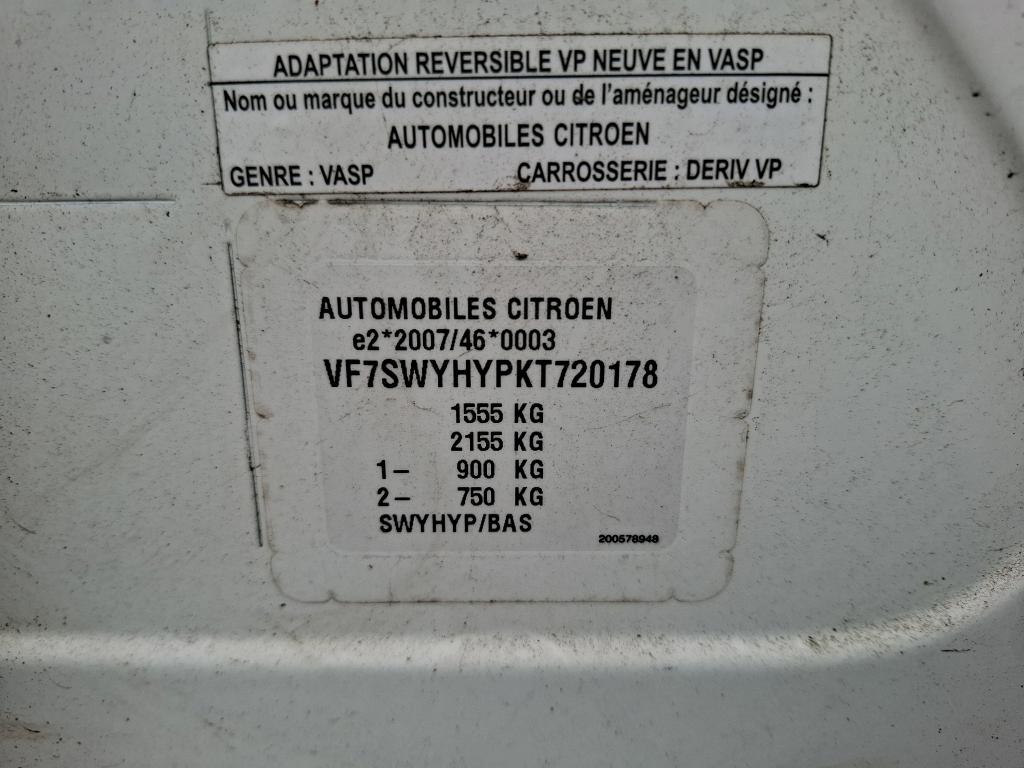 ADAPTATION REVERSIBLE VP NEUVE EN VASP
Nom ou marque du constructeur ou de l'aménageur désigné :
AUTOMOBILES CITROEN
GENRE : VASP CARROSSERIE : DERIV VP
AUTOMOBILES CITROEN
e2*2007/46*0003
VF7SWYHYPKT720178
1555 KG
2155 KG
1– 900 KG
2– 750 KG
SWYHYP/BAS
200578948